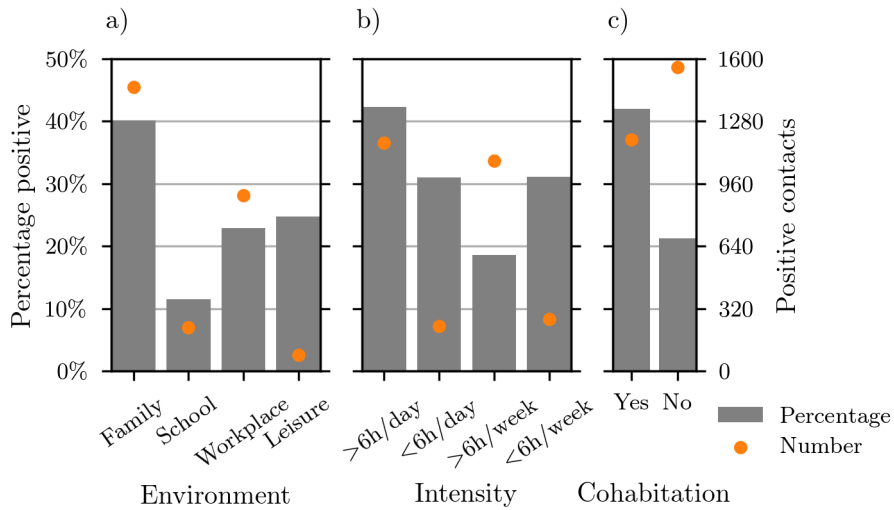 a)
b)
c)
50%
40%
30%
20%
10%
0%
Percentage positive
1600
1280
960
640
320
0
Positive contacts
Family
School
Workplace
Leisure
>6h/day
<6h/day
>6h/week
<6h/week
Yes
No
Percentage
Number
Environment
Intensity
Cohabitation